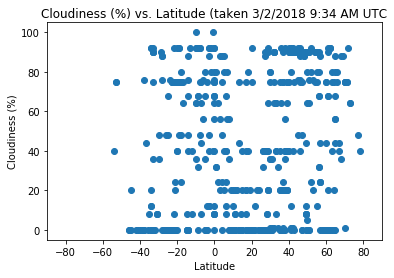 Cloudiness (%) vs. Latitude (taken 3/2/2018 9:34 AM UTC
100
80
60
40
20
0
Cloudiness (%)
−80 −60 −40 −20 0 20 40 60 80
Latitude